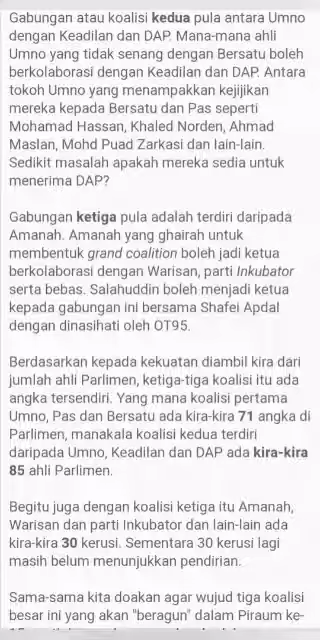 Gabungan atau koalisi kedua pula antara Umno
dengan Keadilan dan DAP. Mana-mana ahli
Umno yang tidak senang dengan Bersatu boleh
berkolaborasi dengan Keadilan dan DAP. Antara
tokoh Umno yang menampakkan kejijikan
mereka kepada Bersatu dan Pas seperti
Mohamad Hassan, Khaled Norden, Ahmad
Maslan, Mohd Puad Zarkasi dan lain-lain.
Sedikit masalah apakah mereka sedia untuk
menerima DAP?
Gabungan ketiga pula adalah terdiri daripada
Amanah. Amanah yang ghairah untuk
membentuk grand coalition boleh jadi ketua
berkolaborasi dengan Warisan, parti Inkubator
serta bebas. Salahuddin boleh menjadi ketua
kepada gabungan ini bersama Shafei Apdal
dengan dinasihati oleh OT95.
Berdasarkan kepada kekuatan diambil kira dari
jumlah ahli Parlimen, ketiga-tiga koalisi itu ada
angka tersendiri. Yang mana koalisi pertama
Umno, Pas dan Bersatu ada kira-kira 71 angka di
Parlimen, manakala koalisi kedua terdiri
daripada Umno, Keadilan dan DAP ada kira-kira
85 ahli Parlimen.
Begitu juga dengan koalisi ketiga itu Amanah,
Warisan dan parti Inkubator dan lain-lain ada
kira-kira 30 kerusi. Sementara 30 kerusi lagi
masih belum menunjukkan pendirian.
Sama-sama kita doakan agar wujud tiga koalisi
besar ini yang akan "beragun" dalam Piraum ke-